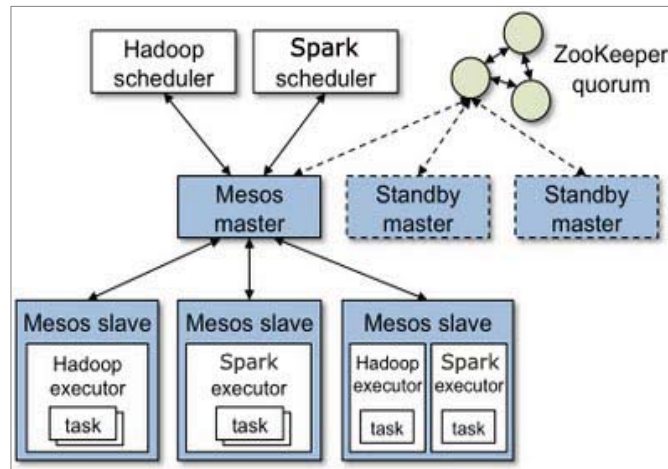 Hadoop
scheduler
Spark
scheduler
ZooKeeper
quorum
Mesos
master
Standby
master
Standby
master
Mesos slave
Hadoop
executor
task
Mesos slave
Spark
executor
task
Mesos slave
Hadoop
executor
task
Spark
executor
task